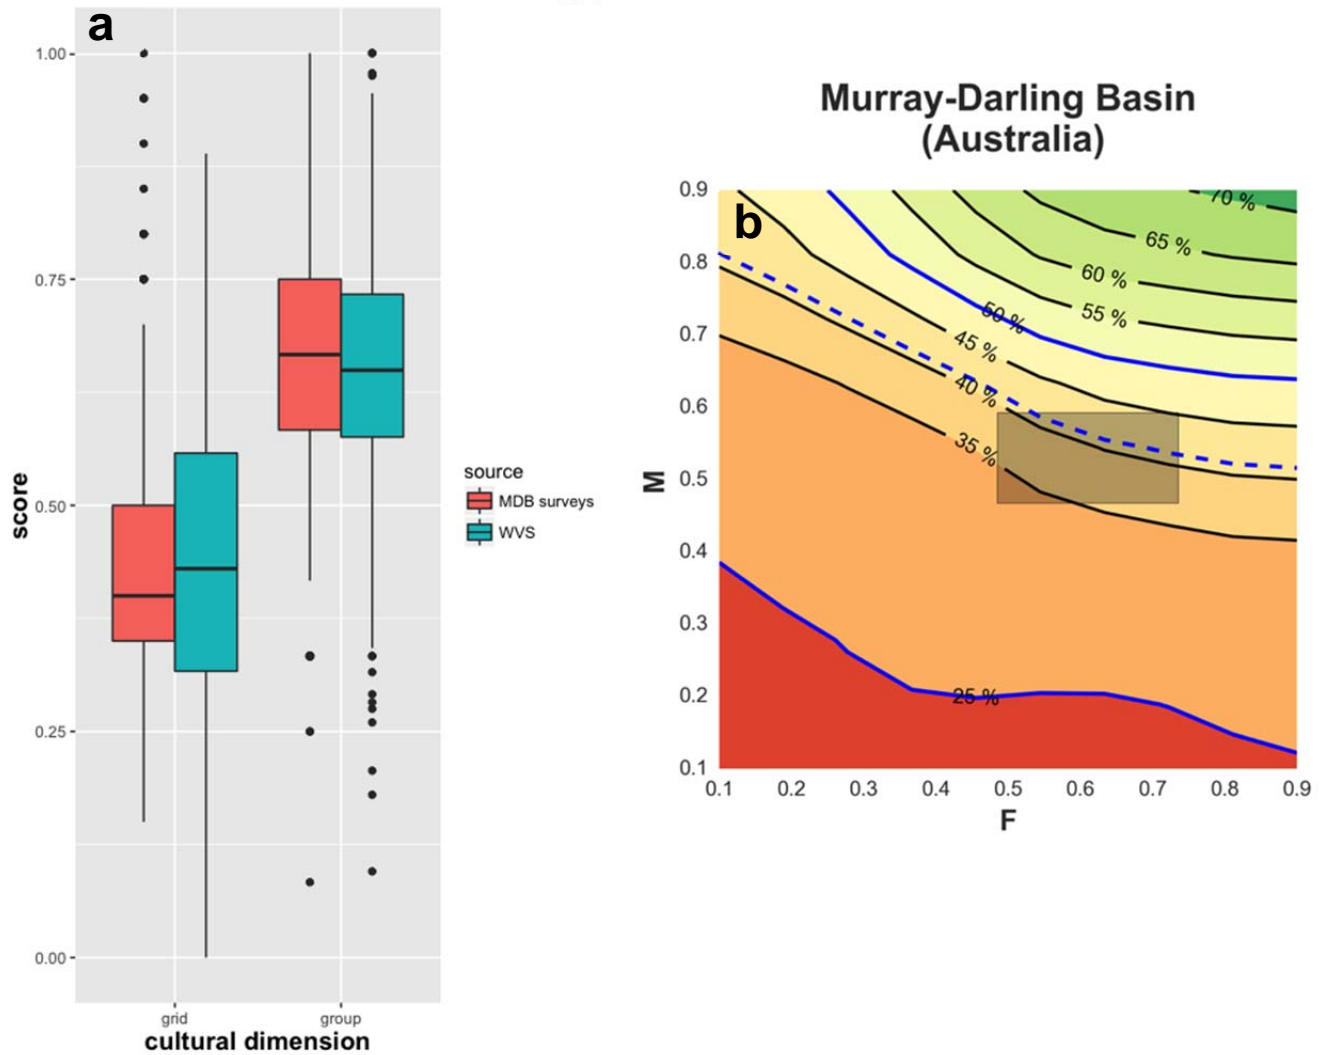 a
1.00
0.75
0.50
0.25
0.00
score
grid
group
cultural dimension
source
MDB surveys
WVS
Murray-Darling Basin
(Australia)
b
0.9
0.8
0.7
0.6
0.5
0.4
0.3
0.2
0.1
M
70 %
65 %
60 %
55 %
50 %
45 %
40 %
35 %
25 %
0.1 0.2 0.3 0.4 0.5 0.6 0.7 0.8 0.9
F